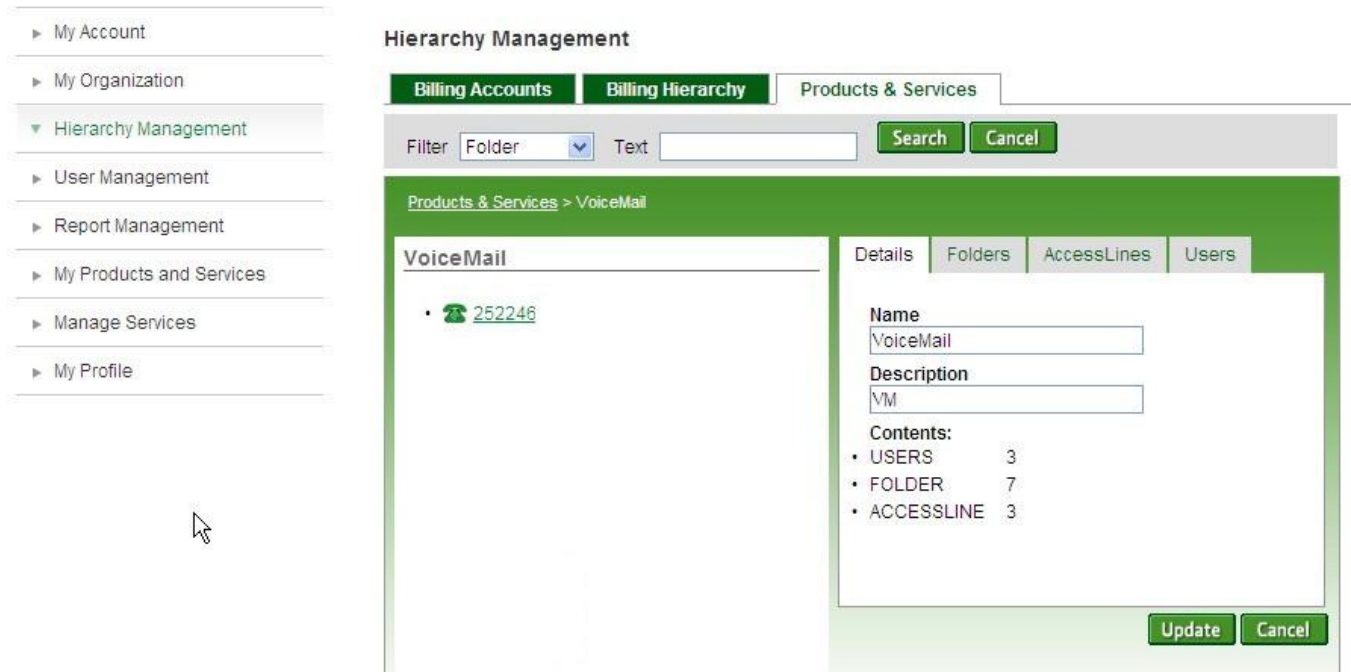 My Account
My Organization
Hierarchy Management
User Management
Report Management
My Products and Services
Manage Services
My Profile
Hierarchy Management
Billing Accounts Billing Hierarchy Products & Services
Filter Folder Text Search Cancel
Products & Services > VoiceMail
VoiceMail
252246
Details Folders AccessLines Users
Name
VoiceMail
Description
VM
Contents:
USERS 3
FOLDER 7
ACCESSLINE 3
Update Cancel